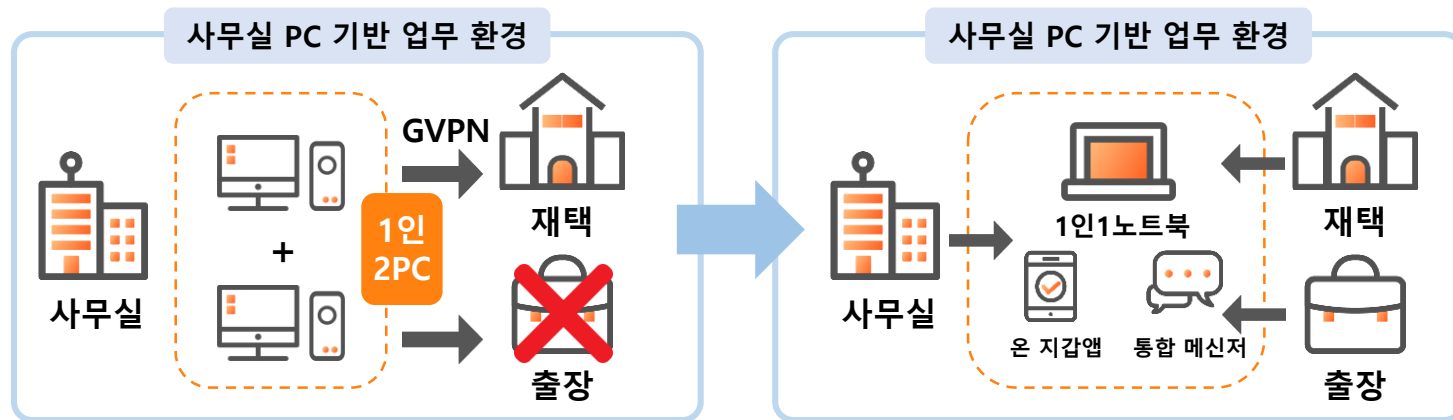 사무실 PC 기반 업무 환경
GVPN
사무실
+
1인
2PC
재택
출장
사무실 PC 기반 업무 환경
사무실
1인1노트북
온 지갑앱
통합 메신저
재택
출장